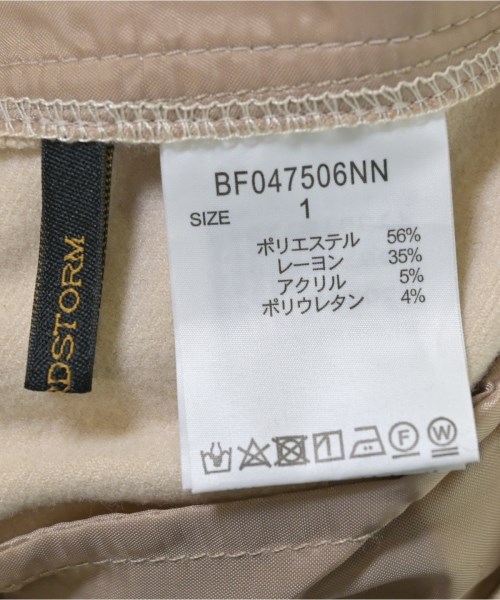 BF047506NN
SIZE 1
ポリエステル 56%
レーヨン 35%
アクリル 5%
ポリウレタン 4%
F W
DSTORM